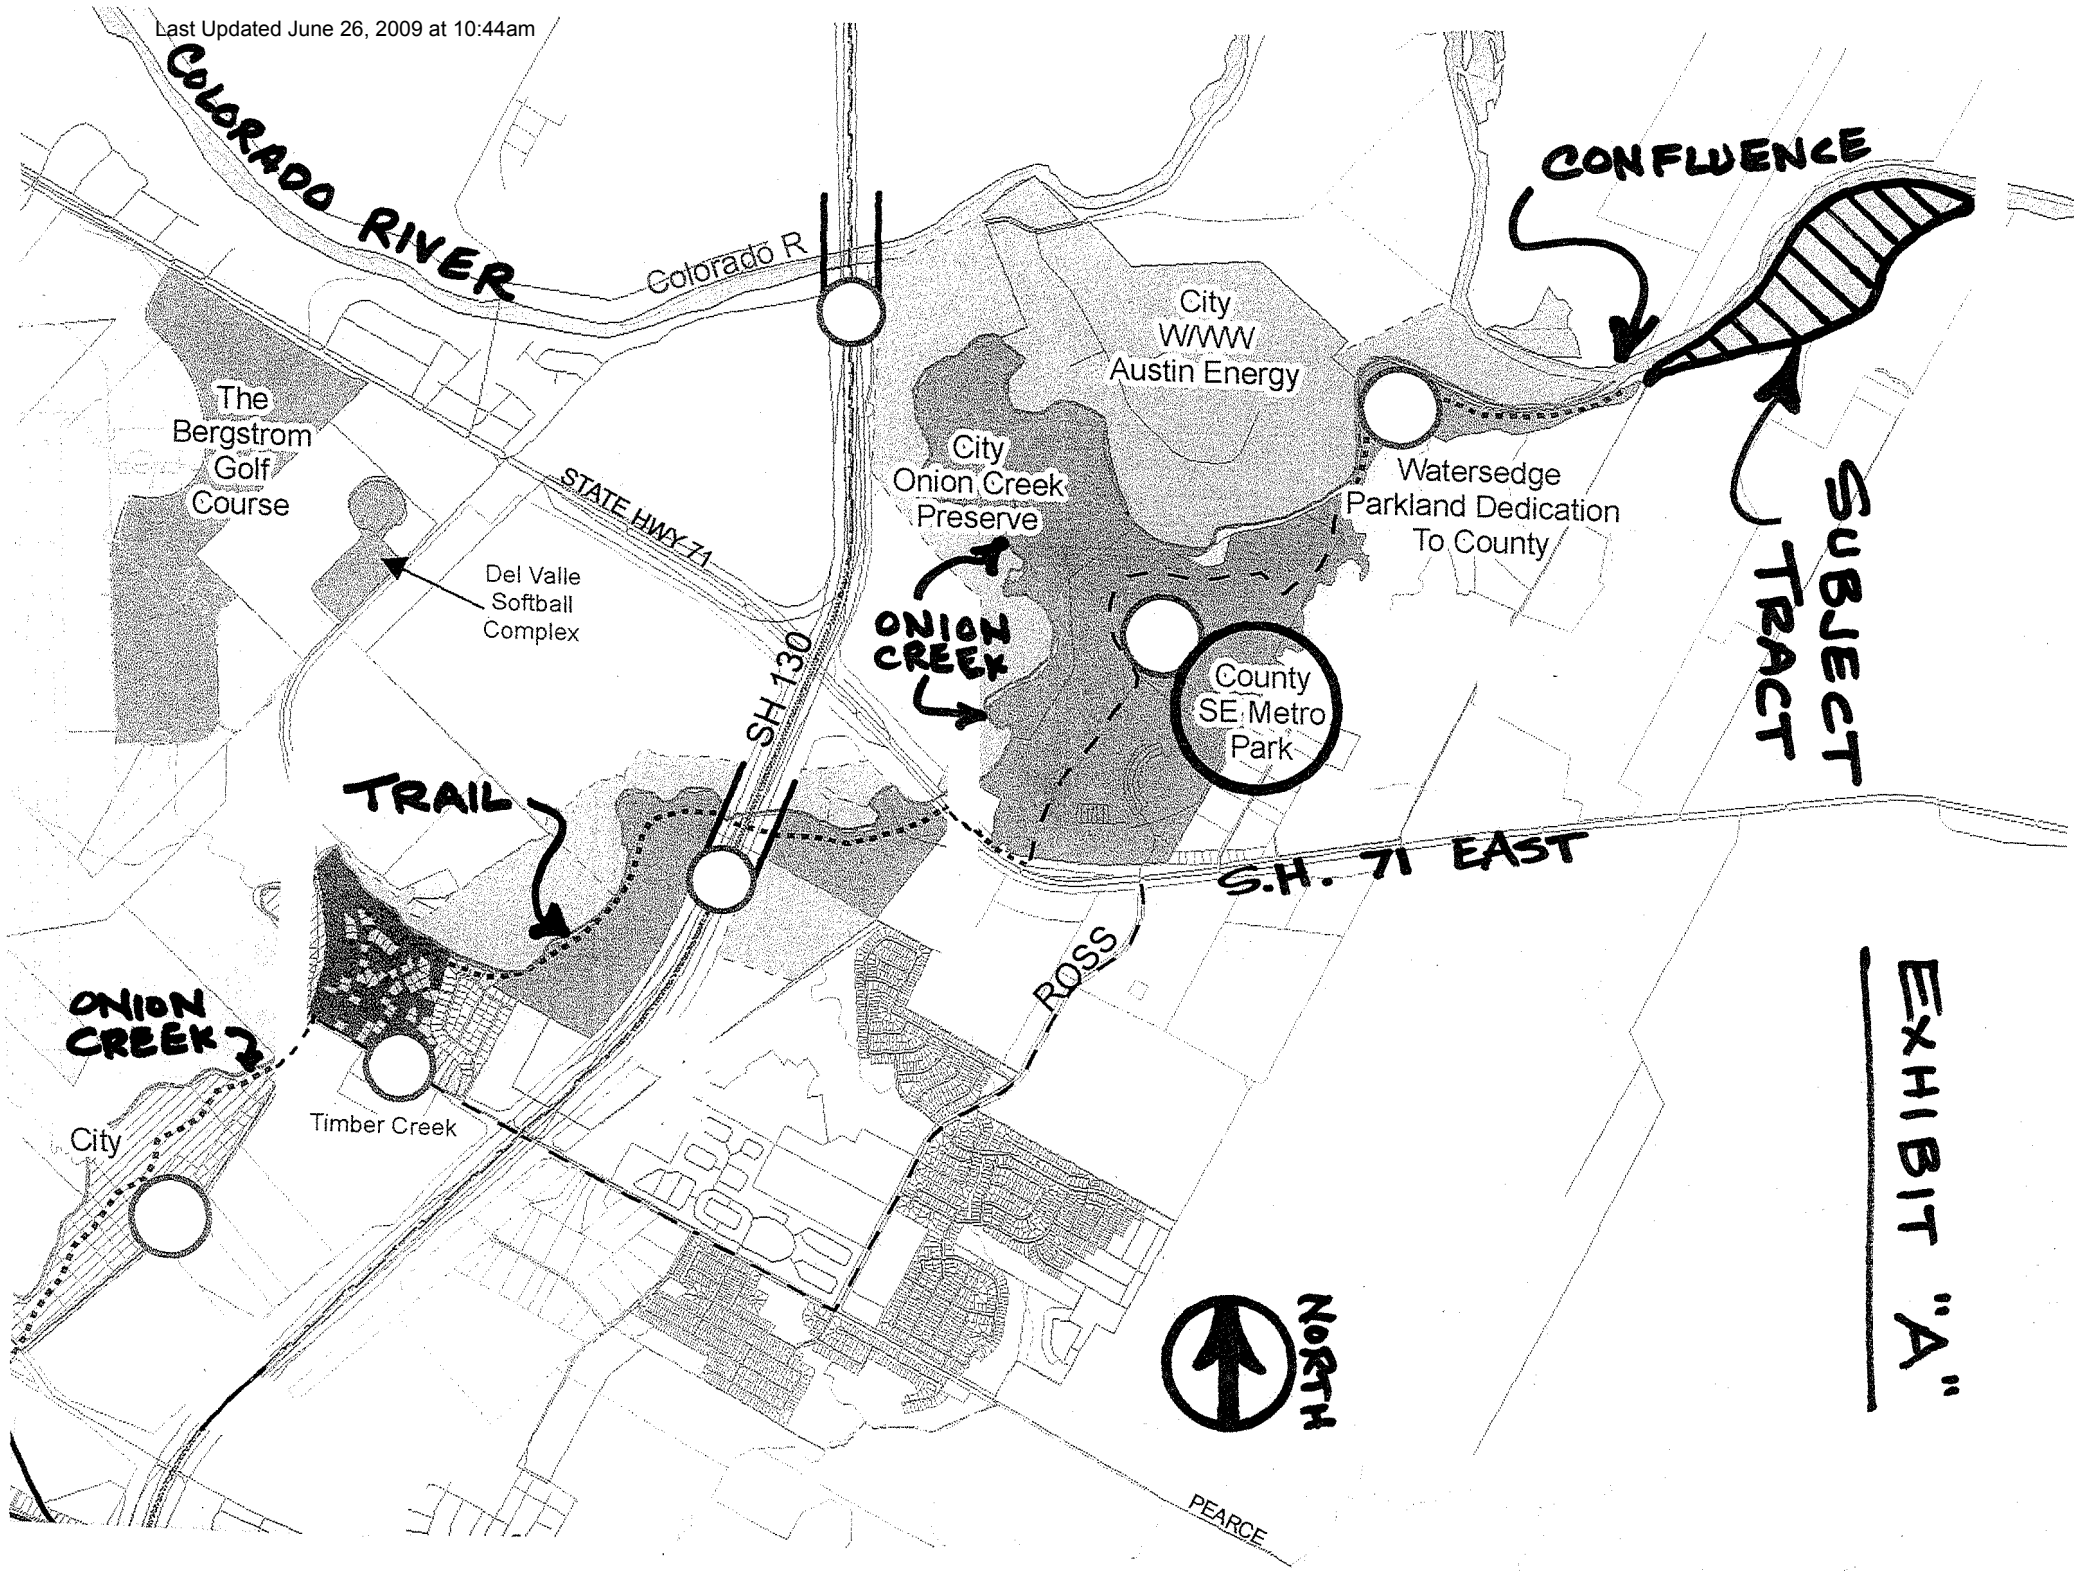 Last Updated June 26, 2009 at 10:44am
COLORADO RIVER
CONFLUENCE
Colorado R
City
W/WW
Austin Energy
The
Bergstrom
Golf
Course
City
Onion Creek
Preserve
STATE HWY 71
Watersedge
Parkland Dedication
To County
SUBJECT
TRACT
Del Valle
Softball
Complex
ONION
CREEK
SH 130
County
SE Metro
Park
TRAIL
S.H. 71 EAST
ROSS
EXHIBIT "A"
ONION
CREEK
Timber Creek
City
NORTH
PEARCE